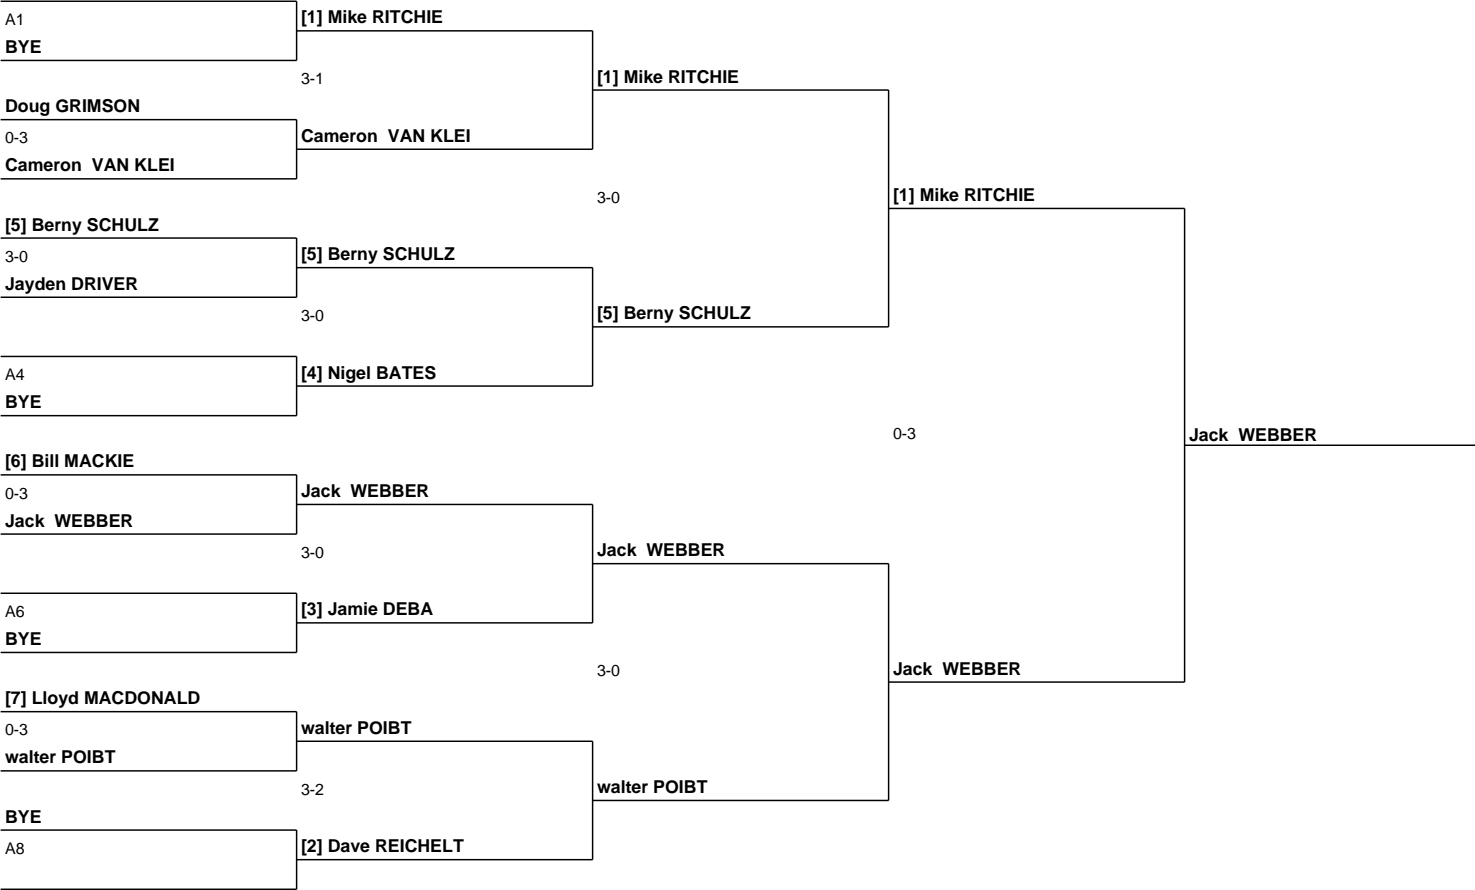 A1
BYE
Doug GRIMSON
0-3
Cameron  VAN KLEI
[5] Berny SCHULZ
3-0
Jayden DRIVER
A4
BYE
[6] Bill MACKIE
0-3
Jack  WEBBER
A6
BYE
[7] Lloyd MACDONALD
0-3
walter POIBT
BYE
A8
[1] Mike RITCHIE
3-1
Cameron  VAN KLEI
[5] Berny SCHULZ
3-0
[4] Nigel BATES
Jack  WEBBER
3-0
[3] Jamie DEBA
walter POIBT
3-2
[2] Dave REICHELT
[1] Mike RITCHIE
3-0
[5] Berny SCHULZ
Jack  WEBBER
3-0
walter POIBT
[1] Mike RITCHIE
0-3
Jack  WEBBER
Jack  WEBBER